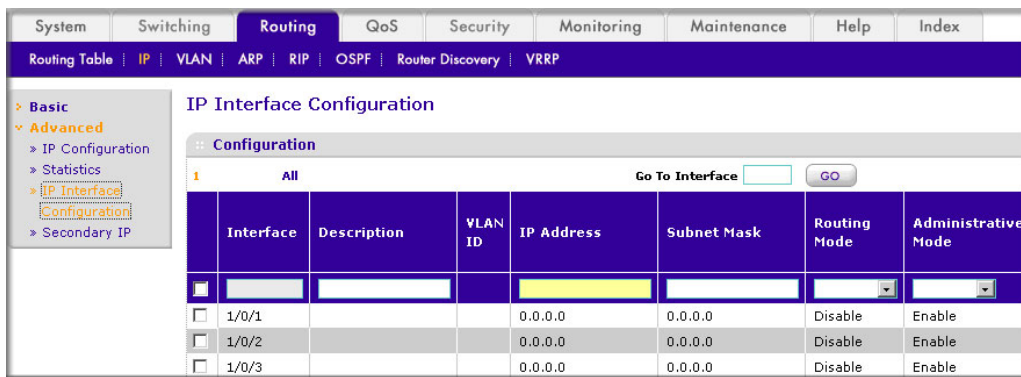 System Switching Routing QoS Security Monitoring Maintenance Help Index
Routing Table | IP | VLAN | ARP | RIP | OSPF | Router Discovery | VRRP
Basic
Advanced
» IP Configuration
» Statistics
» IP Interface
Configuration
» Secondary IP
IP Interface Configuration
Configuration
1 All Go To Interface GO
Interface Description VLAN ID IP Address Subnet Mask Routing Mode Administrative Mode
1/0/1 0.0.0.0 0.0.0.0 Disable Enable
1/0/2 0.0.0.0 0.0.0.0 Disable Enable
1/0/3 0.0.0.0 0.0.0.0 Disable Enable